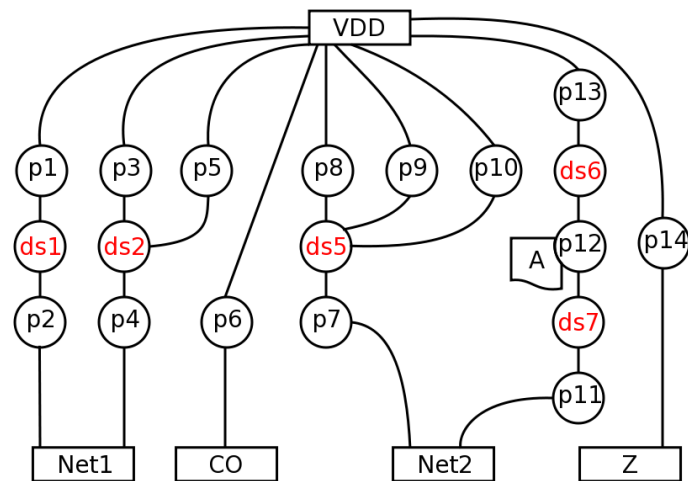 VDD
p13
p1 p3 p5 p8 p9 p10 ds6
ds1 ds2 ds5 A p12 p14
p2 p4 p6 p7 ds7
p11
Net1 CO Net2 Z